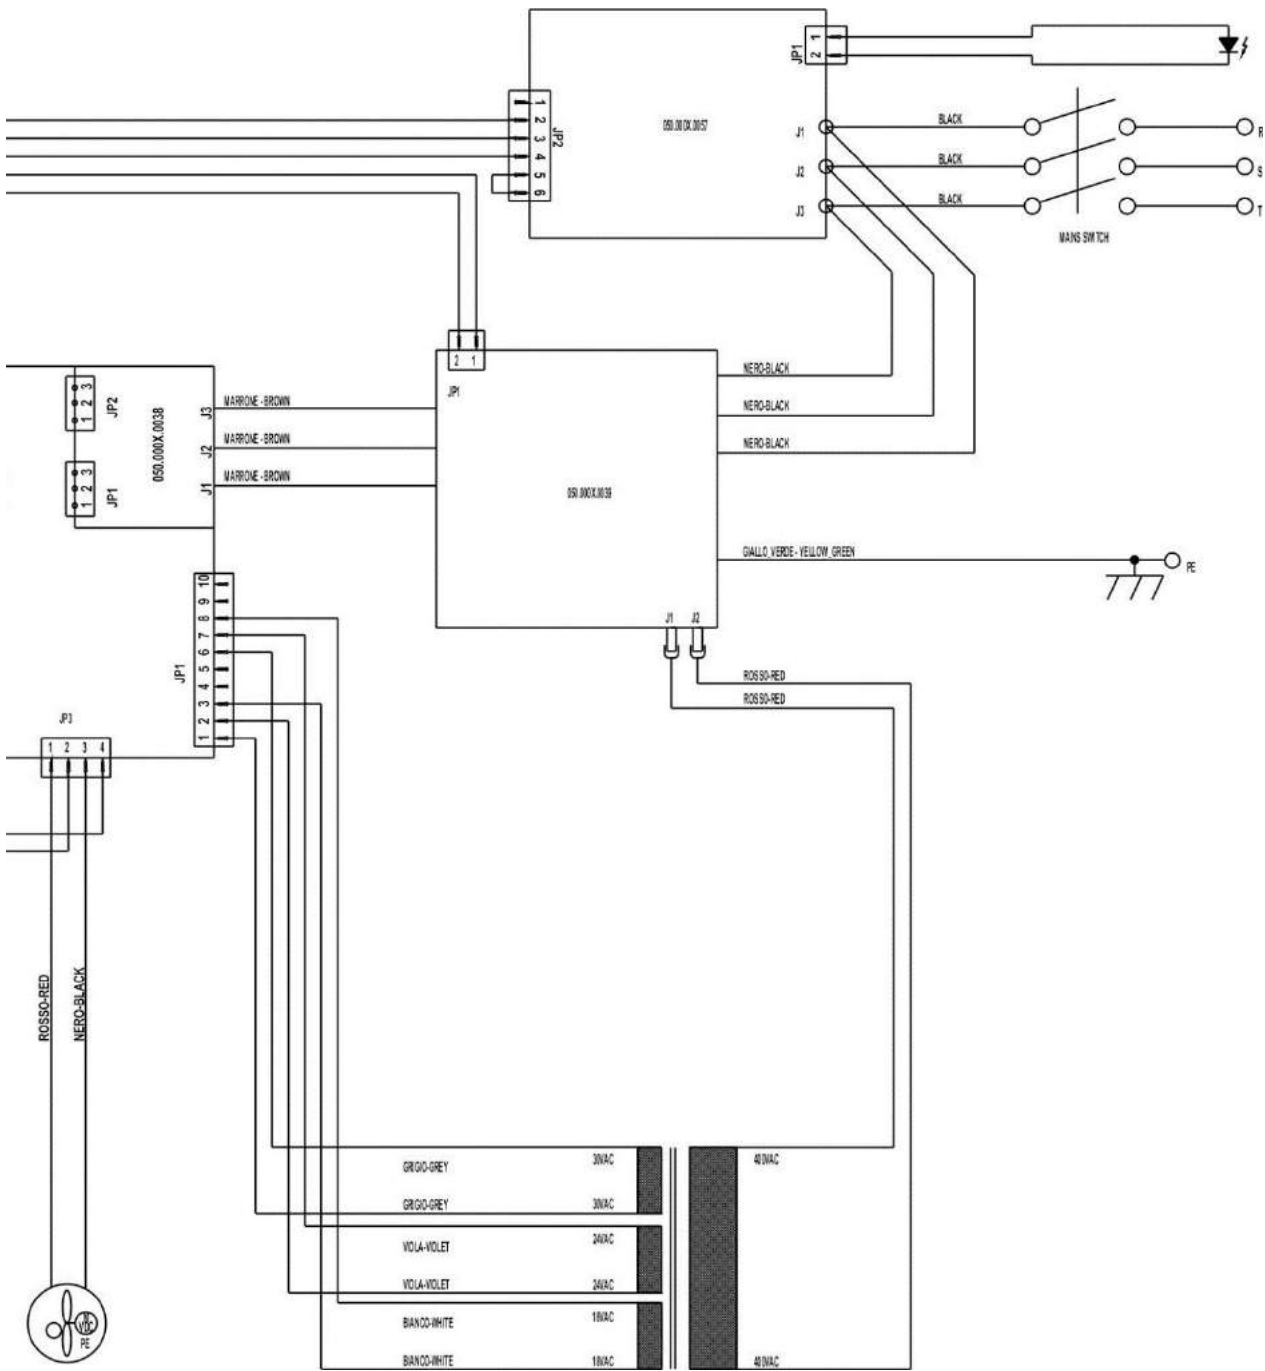 1
2
JP1
1
2
3
4
5
6
JP2
050.000X.0057
J1
J2
J3
BLACK
BLACK
BLACK
R
S
T
MAINS SWITCH
2 1
JP1
NERO-BLACK
NERO-BLACK
NERO-BLACK
3
2
1
JP2
3
2
1
JP1
050.000X.0038
J3
J2
J1
MARRONE -BROWN
MARRONE -BROWN
MARRONE -BROWN
050.000X.0039
GIALLO_VERDE - YELLOW_GREEN
PE
J1 J2
ROSSO-RED
ROSSO-RED
10
9
8
7
6
5
4
3
2
1
JP1
JP3
1 2 3 4
ROSSO-RED
NERO-BLACK
VDC
PE
GRIGIO-GREY 30VAC
GRIGIO-GREY 30VAC
VIOLA-VIOLET 24VAC
VIOLA-VIOLET 24VAC
BIANCO-WHITE 18VAC
BIANCO-WHITE 18VAC
400VAC
400VAC